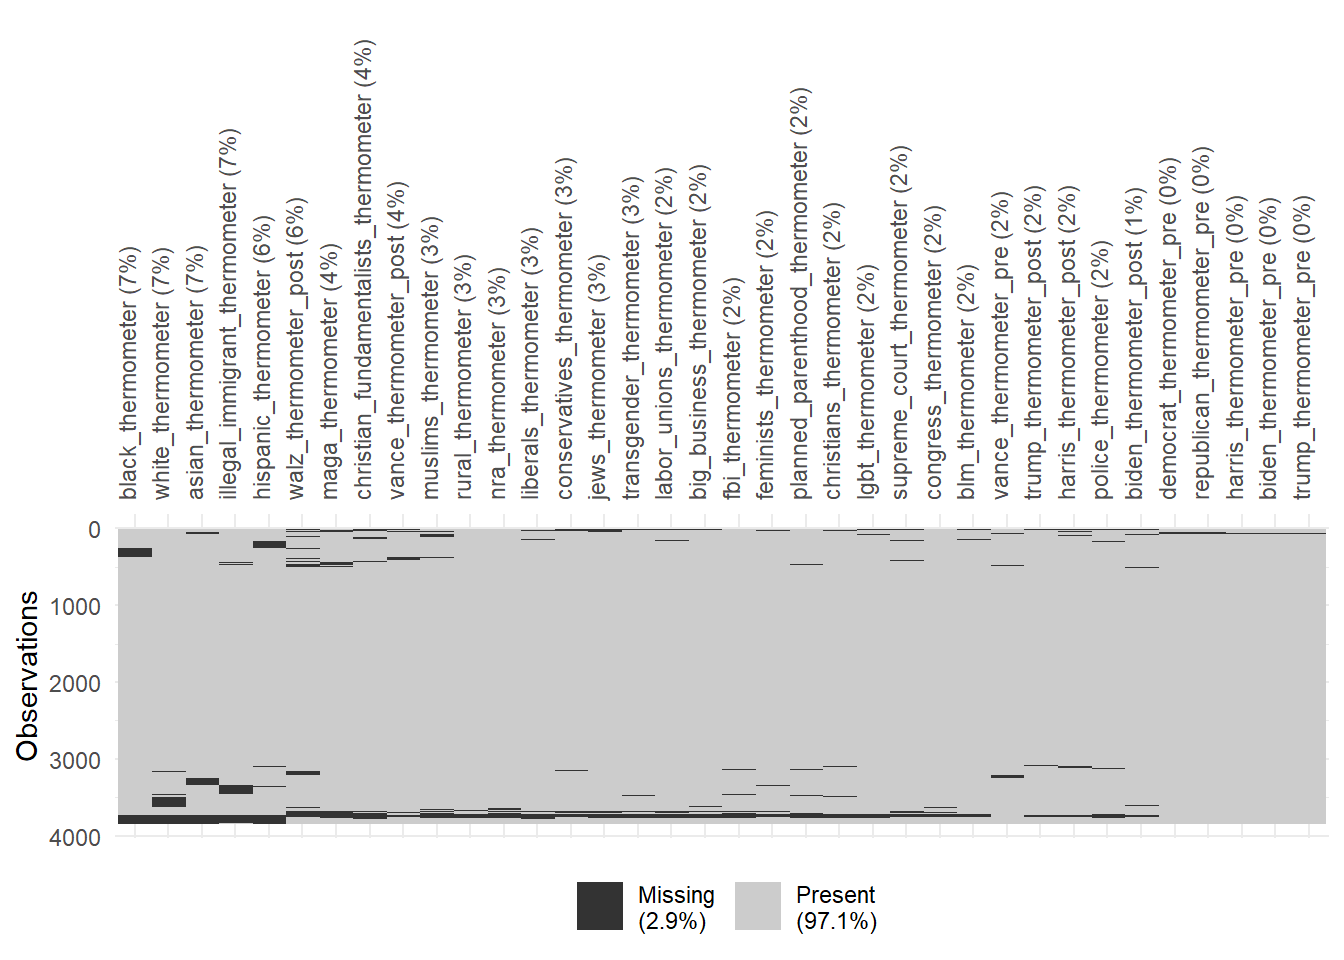 black_thermometer (7%)
white_thermometer (7%)
asian_thermometer (7%)
illegal_immigrant_thermometer (7%)
hispanic_thermometer (6%)
walz_thermometer_post (6%)
maga_thermometer (4%)
christian_fundamentalists_thermometer (4%)
vance_thermometer_post (4%)
muslims_thermometer (3%)
rural_thermometer (3%)
nra_thermometer (3%)
liberals_thermometer (3%)
conservatives_thermometer (3%)
jews_thermometer (3%)
transgender_thermometer (3%)
labor_unions_thermometer (2%)
big_business_thermometer (2%)
fbi_thermometer (2%)
feminists_thermometer (2%)
planned_parenthood_thermometer (2%)
christians_thermometer (2%)
lgbt_thermometer (2%)
supreme_court_thermometer (2%)
congress_thermometer (2%)
blm_thermometer (2%)
vance_thermometer_pre (2%)
trump_thermometer_post (2%)
harris_thermometer_post (2%)
police_thermometer (2%)
biden_thermometer_post (1%)
democrat_thermometer_pre (0%)
republican_thermometer_pre (0%)
harris_thermometer_pre (0%)
biden_thermometer_pre (0%)
trump_thermometer_pre (0%)
Observations
0
1000
2000
3000
4000
Missing
(2.9%)
Present
(97.1%)